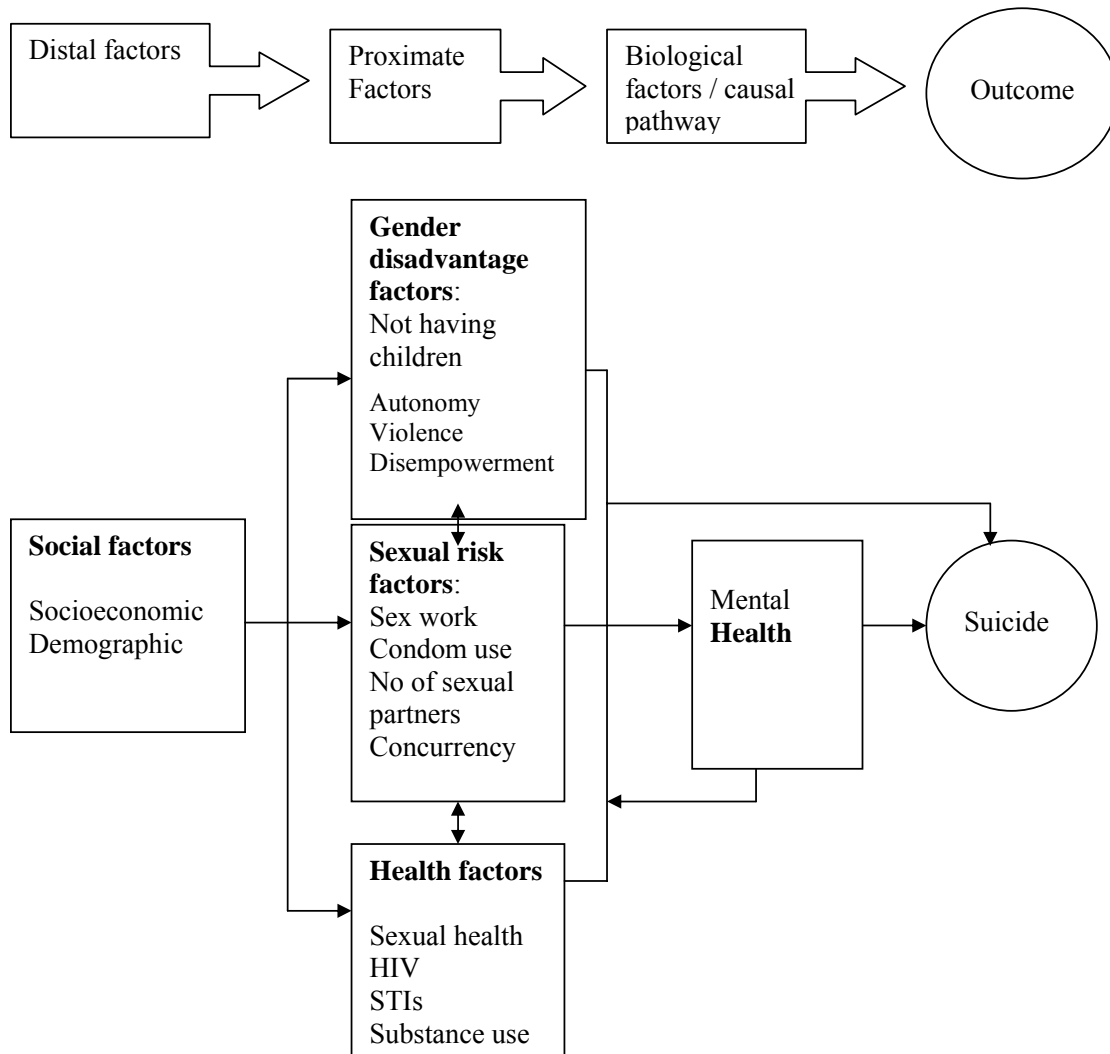 Distal factors
Proximate
Factors
Biological
factors / causal
pathway
Outcome
Gender
disadvantage
factors:
Not having
children
Autonomy
Violence
Disempowerment
Social factors
Socioeconomic
Demographic
Sexual risk
factors:
Sex work
Condom use
No of sexual
partners
Concurrency
Mental
Health
Suicide
Health factors
Sexual health
HIV
STIs
Substance use